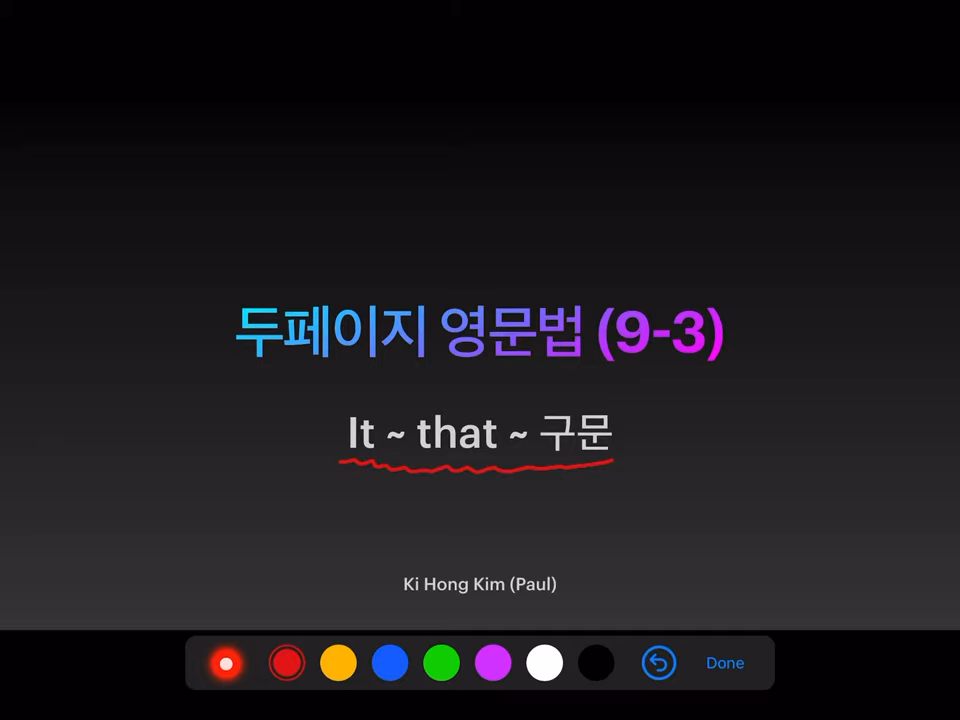 두페이지 영문법 (9-3)
It ~ that ~ 구문
Ki Hong Kim (Paul)
Done